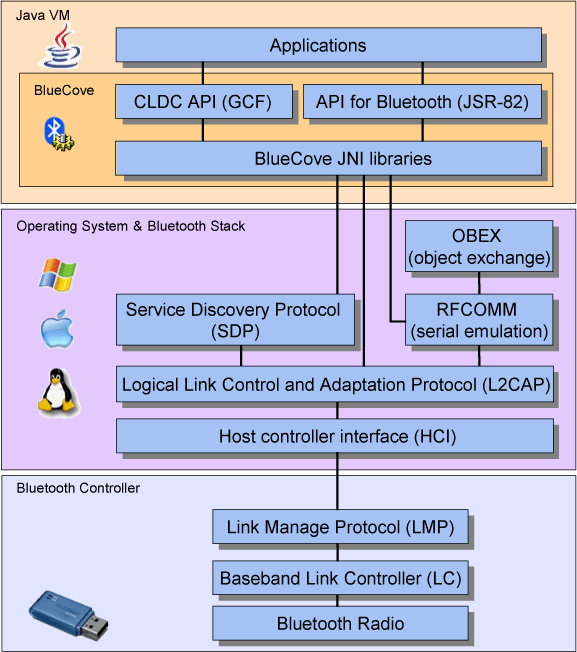 Java VM
Applications
BlueCove
CLDC API (GCF)
API for Bluetooth (JSR-82)
BlueCove JNI libraries
Operating System & Bluetooth Stack
OBEX
(object exchange)
Service Discovery Protocol
(SDP)
RFCOMM
(serial emulation)
Logical Link Control and Adaptation Protocol (L2CAP)
Host controller interface (HCI)
Bluetooth Controller
Link Manage Protocol (LMP)
Baseband Link Controller (LC)
Bluetooth Radio